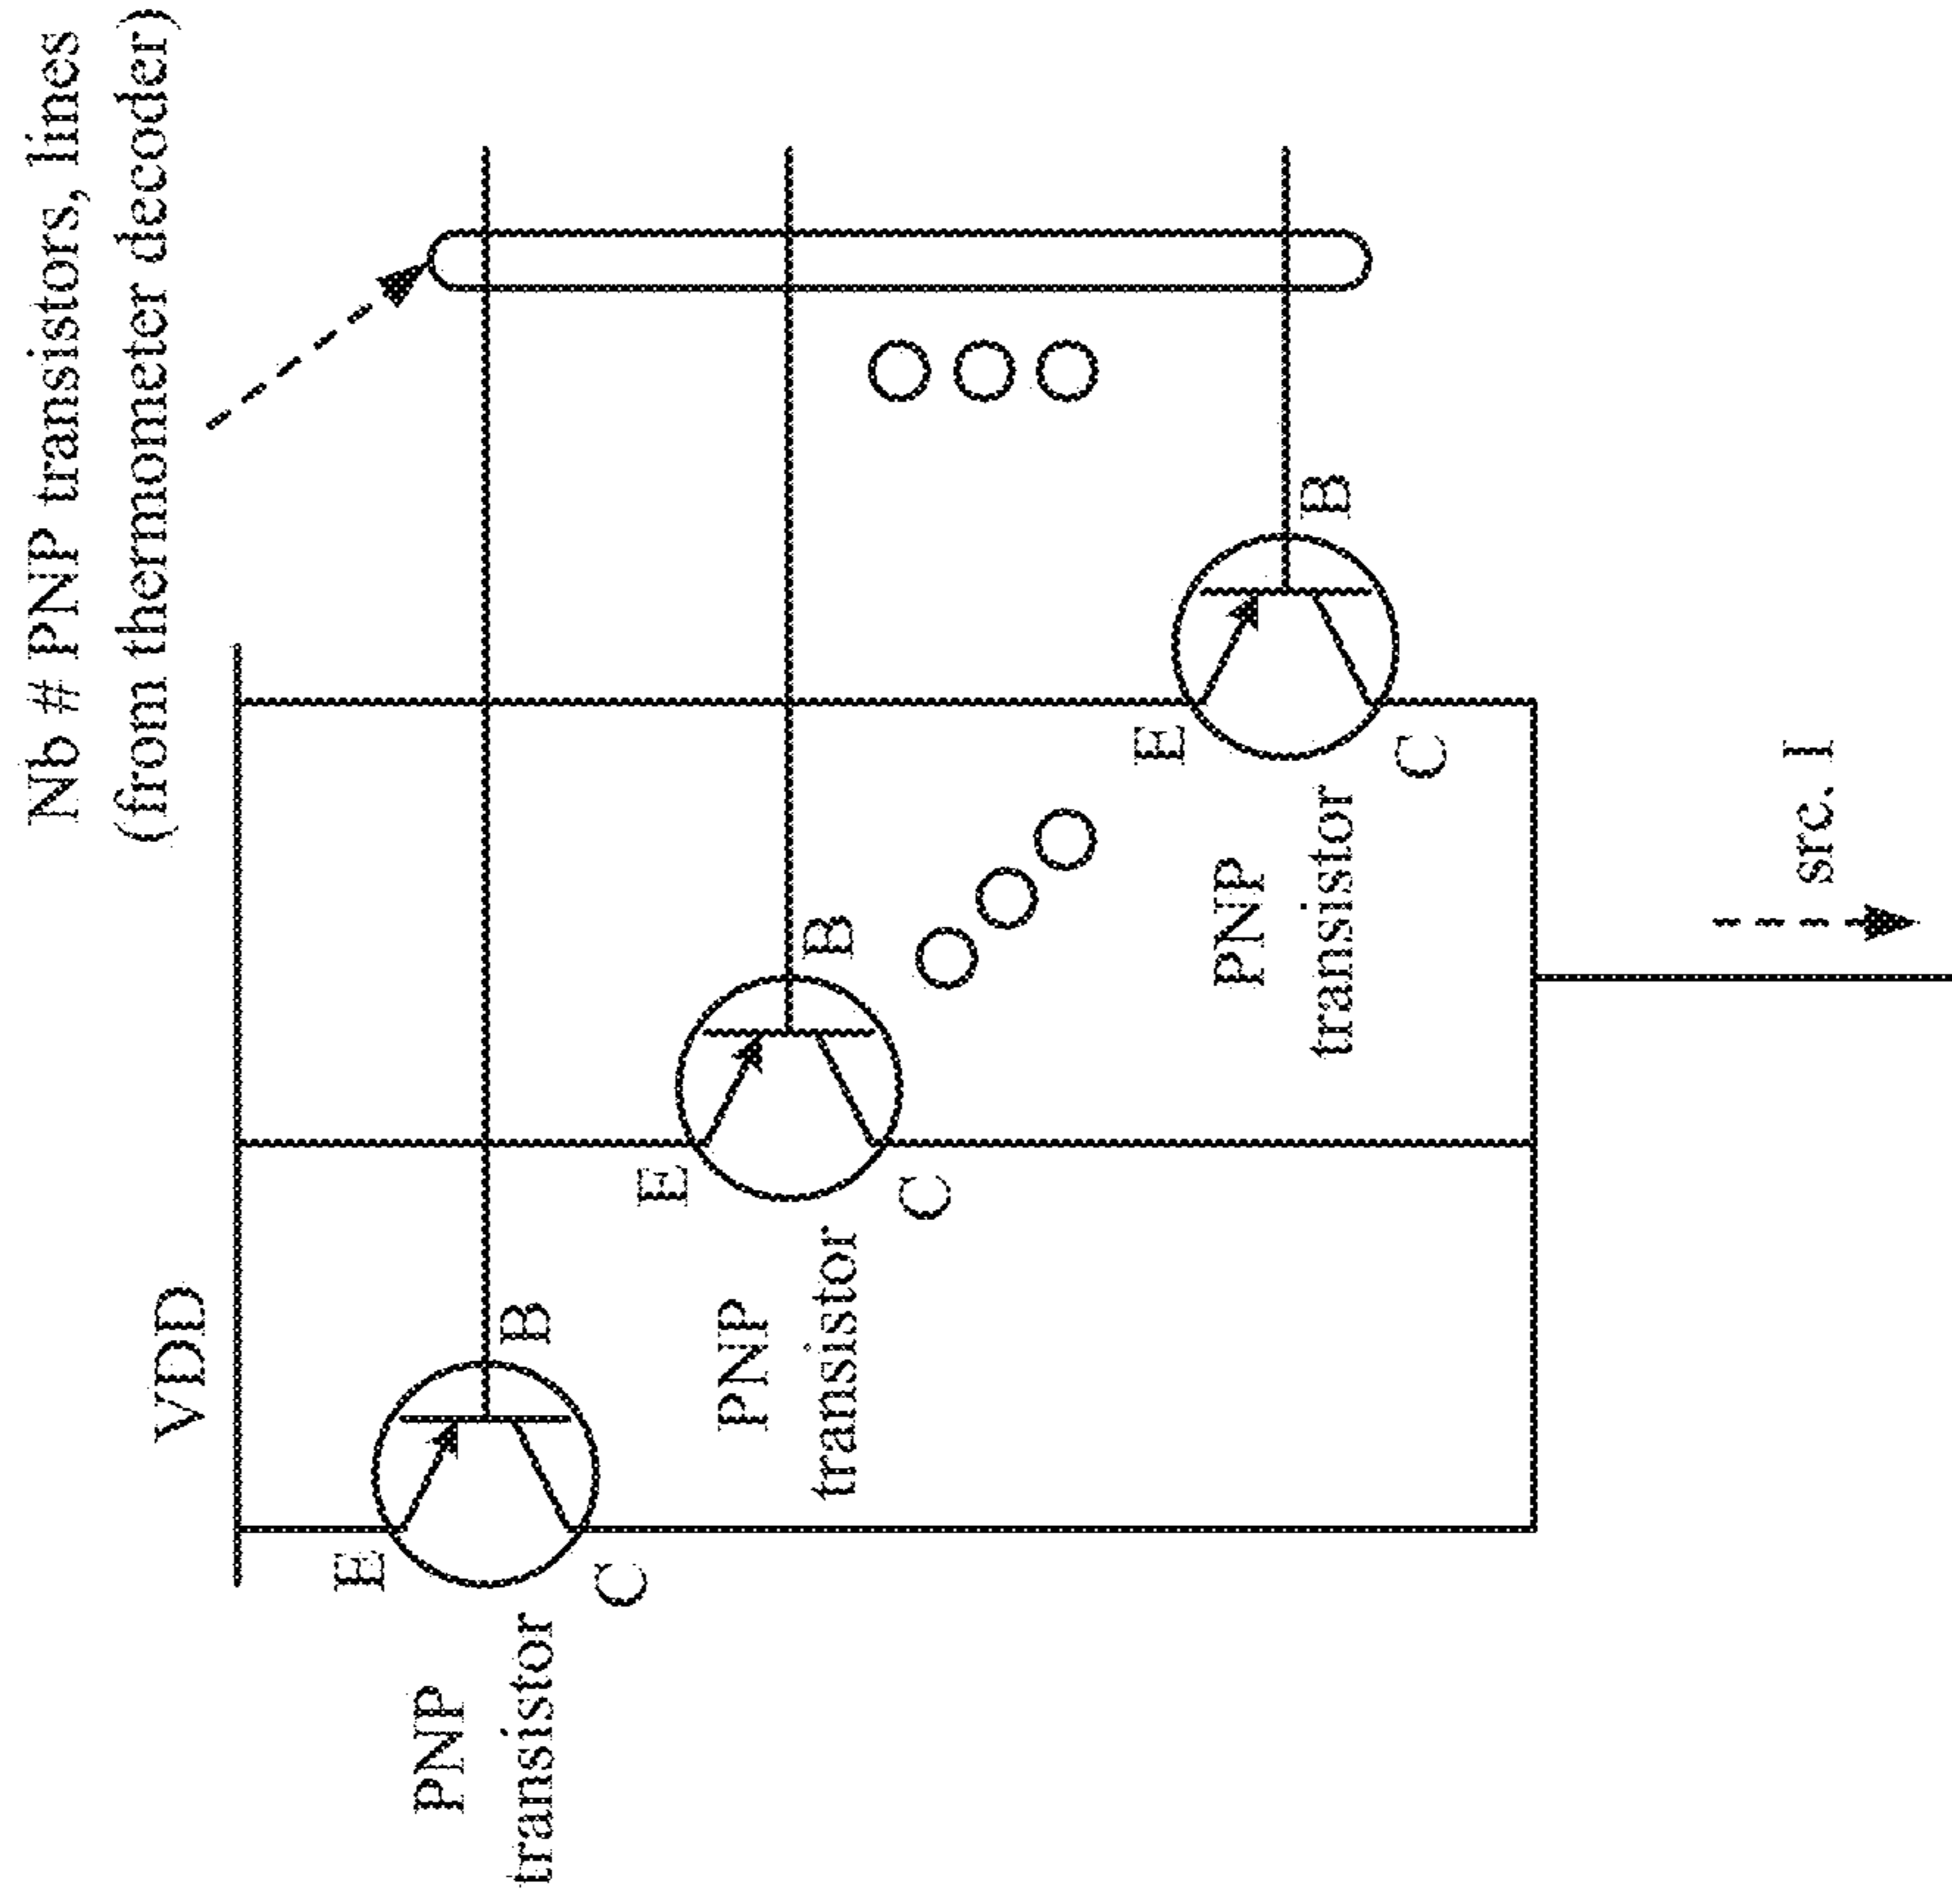 Nb # PNP transistors, lines
(from thermometer decoder)
VDD
E
B
C
PNP
transistor
E
B
C
PNP
transistor
E
B
C
PNP
transistor
src. I